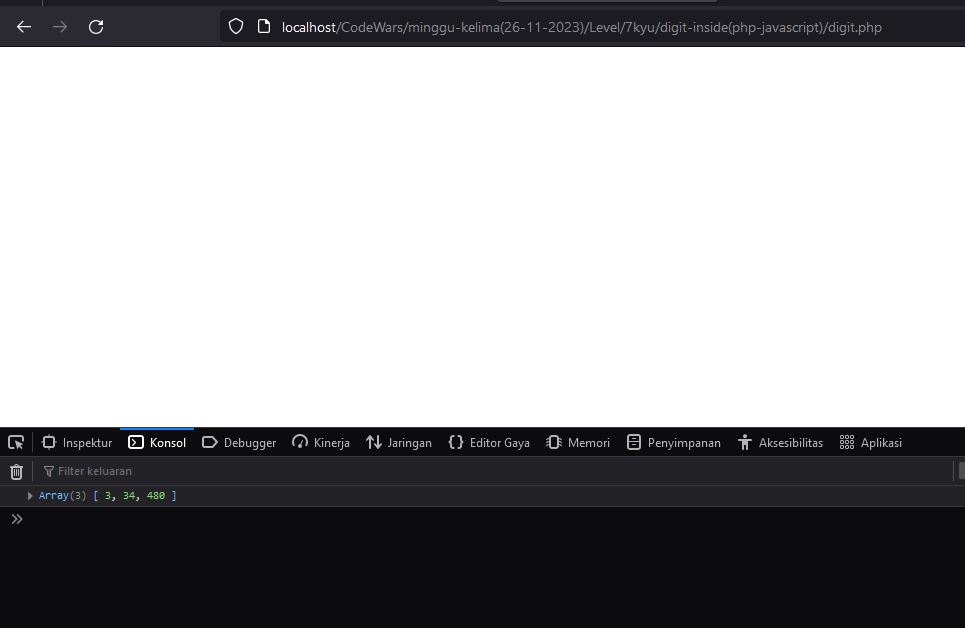 localhost/CodeWars/minggu-kelima(26-11-2023)/Level/7kyu/digit-inside(php-javascript)/digit.php
Inspektur Konsol Debugger Kinerja Jaringan Editor Gaya Memori Penyimpanan Aksesibilitas Aplikasi
Filter keluaran
Array(3) [ 3, 34, 480 ]